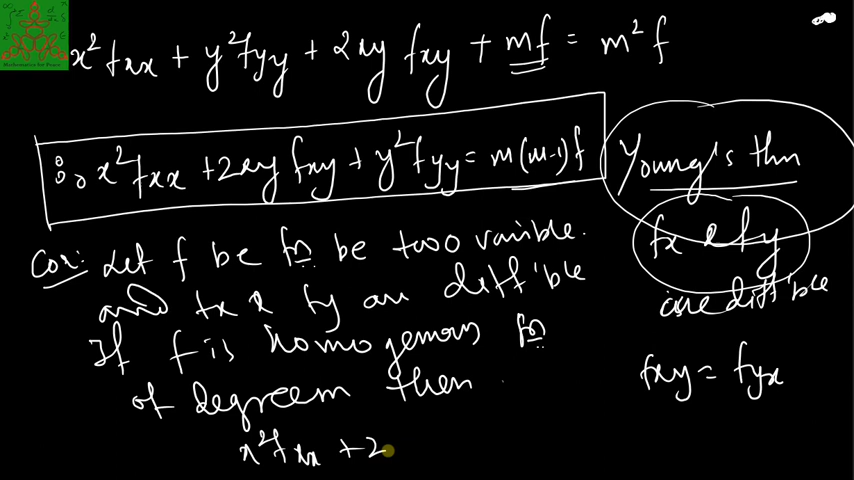 x²fxx + y²fyy + 2xy fxy + mf = m²f
∴ x²fxx + 2xy fxy + y²fyy = m(m-1)f
Young's thm
fx & fy
are diff'ble
fxy = fyx
Cor: Let f be fn be two varible.
and fx & fy are diff'ble
If f is homogenous fn
of degree m then
x²fxx + 2